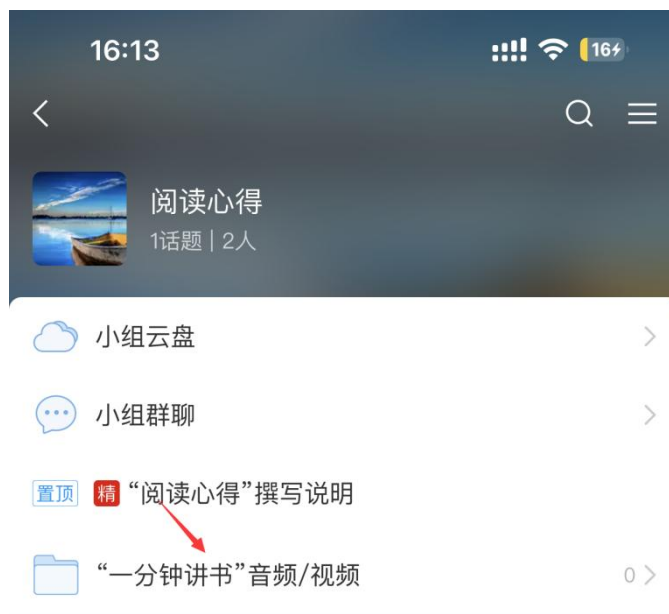 16:13
16
阅读心得
1话题 | 2人
小组云盘
小组群聊
置顶 精 “阅读心得”撰写说明
“一分钟讲书”音频/视频
0